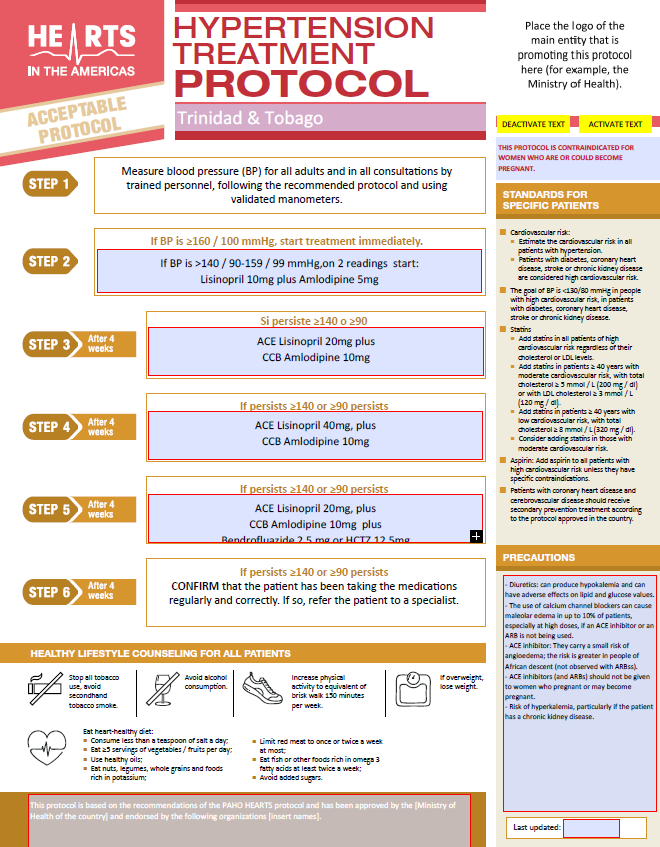 HEARTS
IN THE AMERICAS
ACCEPTABLE
PROTOCOL
HYPERTENSION
TREATMENT
PROTOCOL
Trinidad & Tobago
Place the logo of the
main entity that is
promoting this protocol
here (for example, the
Ministry of Health).
DEACTIVATE TEXT
ACTIVATE TEXT
THIS PROTOCOL IS CONTRAINDICATED FOR
WOMEN WHO ARE OR COULD BECOME
PREGNANT.
STEP 1
Measure blood pressure (BP) for all adults and in all consultations by
trained personnel, following the recommended protocol and using
validated manometers.
STEP 2
If BP is ≥160 / 100 mmHg, start treatment immediately.
If BP is >140 / 90-159 / 99 mmHg,on 2 readings start:
Lisinopril 10mg plus Amlodipine 5mg
STEP 3
After 4
weeks
Si persiste ≥140 o ≥90
ACE Lisinopril 20mg plus
CCB Amlodipine 10mg
STEP 4
After 4
weeks
If persists ≥140 or ≥90 persists
ACE Lisinopril 40mg, plus
CCB Amlodipine 10mg
STEP 5
After 4
weeks
If persists ≥140 or ≥90 persists
ACE Lisinopril 20mg, plus
CCB Amlodipine 10mg plus
Bendrofluazide 2.5 mg or HCTZ 12.5mg
STEP 6
After 4
weeks
If persists ≥140 or ≥90 persists
CONFIRM that the patient has been taking the medications
regularly and correctly. If so, refer the patient to a specialist.
STANDARDS FOR
SPECIFIC PATIENTS
Cardiovascular risk:
Estimate the cardiovascular risk in all
patients with hypertension.
Patients with diabetes, coronary heart
disease, stroke or chronic kidney disease
are considered high cardiovascular risk.
The goal of BP is <130/80 mmHg in people
with high cardiovascular risk, in patients
with diabetes, coronary heart disease,
stroke or chronic kidney disease.
Statins
Add statins in all patients of high
cardiovascular risk regardless of their
cholesterol or LDL levels.
Add statins in patients ≥ 40 years with
moderate cardiovascular risk, with total
cholesterol ≥ 5 mmol / L (200 mg / dl)
or with LDL cholesterol ≥ 3 mmol / L
(120 mg / dl).
Add statins in patients ≥ 40 years with
low cardiovascular risk, with total
cholesterol ≥ 8 mmol / L (320 mg / dl).
Consider adding statins in those with
moderate cardiovascular risk.
Aspirin: Add aspirin to all patients with
high cardiovascular risk unless they have
specific contraindications.
Patients with coronary heart disease and
cerebrovascular disease should receive
secondary prevention treatment according
to the protocol approved in the country.
PRECAUTIONS
- Diuretics: can produce hypokalemia and can
have adverse effects on lipid and glucose values.
- The use of calcium channel blockers can cause
maleolar edema in up to 10% of patients,
especially at high doses, if an ACE inhibitor or an
ARB is not being used.
- ACE inhibitor: They carry a small risk of
angioedema; the risk is greater in people of
African descent (not observed with ARBss).
- ACE inhibitors (and ARBs) should not be given
to women who pregnant or may become
pregnant.
- Risk of hyperkalemia, particularly if the patient
has a chronic kidney disease.
Last updated:
HEALTHY LIFESTYLE COUNSELING FOR ALL PATIENTS
Stop all tobacco
use, avoid
secondhand
tobacco smoke.
Avoid alcohol
consumption.
Increase physical
activity to equivalent of
brisk walk 150 minutes
per week.
If overweight,
lose weight.
Eat heart-healthy diet:
Consume less than a teaspoon of salt a day;
Eat ≥5 servings of vegetables / fruits per day;
Use healthy oils;
Eat nuts, legumes, whole grains and foods
rich in potassium;
Limit red meat to once or twice a week
at most;
Eat fish or other foods rich in omega 3
fatty acids at least twice a week;
Avoid added sugars.
This protocol is based on the recommendations of the PAHO HEARTS protocol and has been approved by the [Ministry of
Health of the country] and endorsed by the following organizations [insert names].